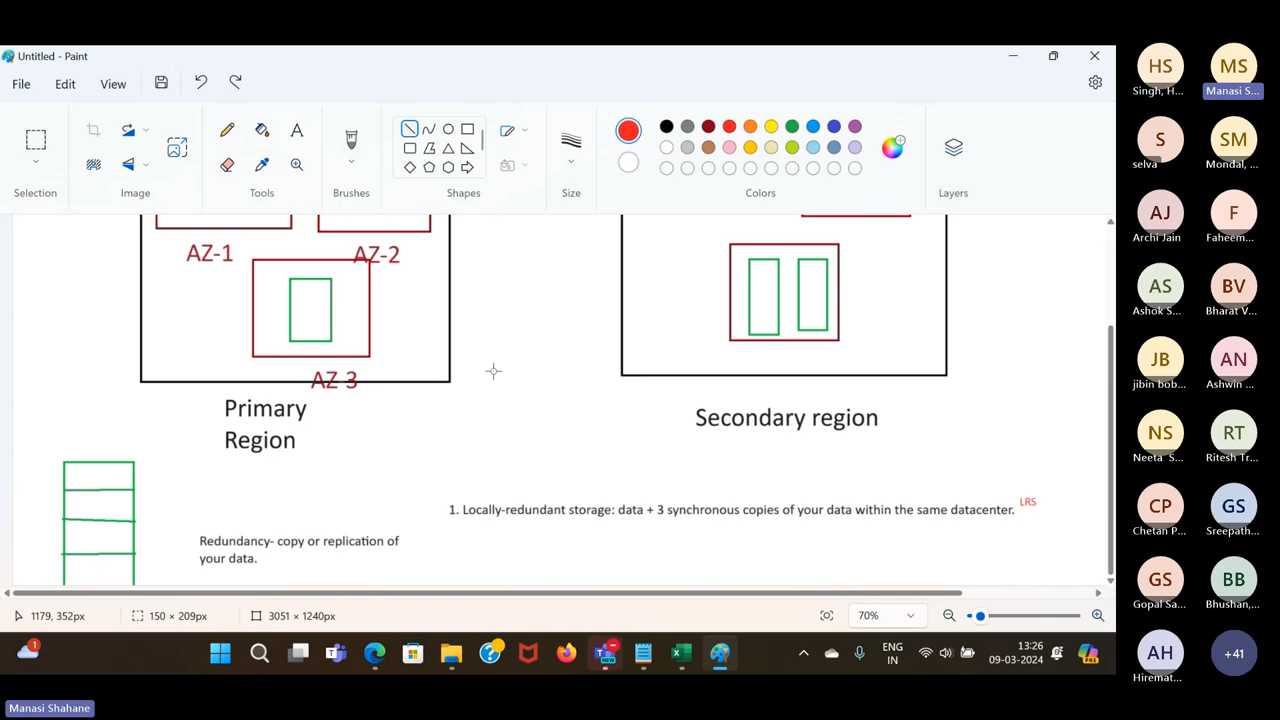 Untitled - Paint
File Edit View
Selection Image Tools Brushes Shapes Size Colors Layers
AZ-1
AZ-2
AZ 3
Primary
Region
Secondary region
1. Locally-redundant storage: data + 3 synchronous copies of your data within the same datacenter. LRS
Redundancy- copy or replication of
your data.
1179, 352px 150 × 209px 3051 × 1240px 70%
1 NEW ENG
IN
13:26
09-03-2024
PRE
Manasi Shahane
HS
Singh, H...
MS
Manasi S...
S
selva
SM
Mondal, ...
AJ
Archi Jain
F
Faheem...
AS
Ashok S...
BV
Bharat V...
JB
jibin bob...
AN
Ashwin ...
NS
Neeta S...
RT
Ritesh Tr...
CP
Chetan P...
GS
Sreepath...
GS
Gopal Sa...
BB
Bhushan,...
AH
Hiremat...
+41